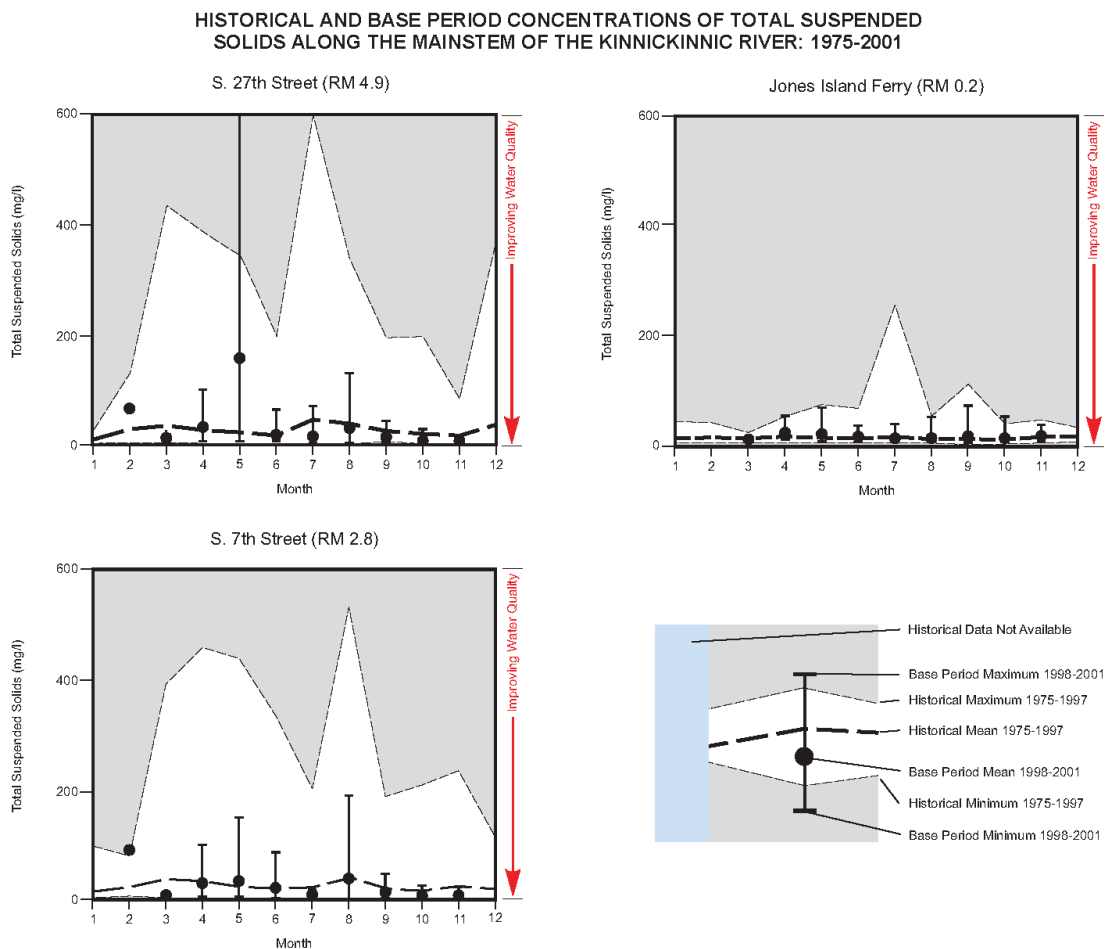 HISTORICAL AND BASE PERIOD CONCENTRATIONS OF TOTAL SUSPENDED
SOLIDS ALONG THE MAINSTEM OF THE KINNICKINNIC RIVER: 1975-2001
S. 27th Street (RM 4.9)
Total Suspended Solids (mg/l)
600
400
200
0
1 2 3 4 5 6 7 8 9 10 11 12
Month
Improving Water Quality
Jones Island Ferry (RM 0.2)
Total Suspended Solids (mg/l)
600
400
200
0
1 2 3 4 5 6 7 8 9 10 11 12
Month
Improving Water Quality
S. 7th Street (RM 2.8)
Total Suspended Solids (mg/l)
600
400
200
0
1 2 3 4 5 6 7 8 9 10 11 12
Month
Improving Water Quality
Historical Data Not Available
Base Period Maximum 1998-2001
Historical Maximum 1975-1997
Historical Mean 1975-1997
Base Period Mean 1998-2001
Historical Minimum 1975-1997
Base Period Minimum 1998-2001